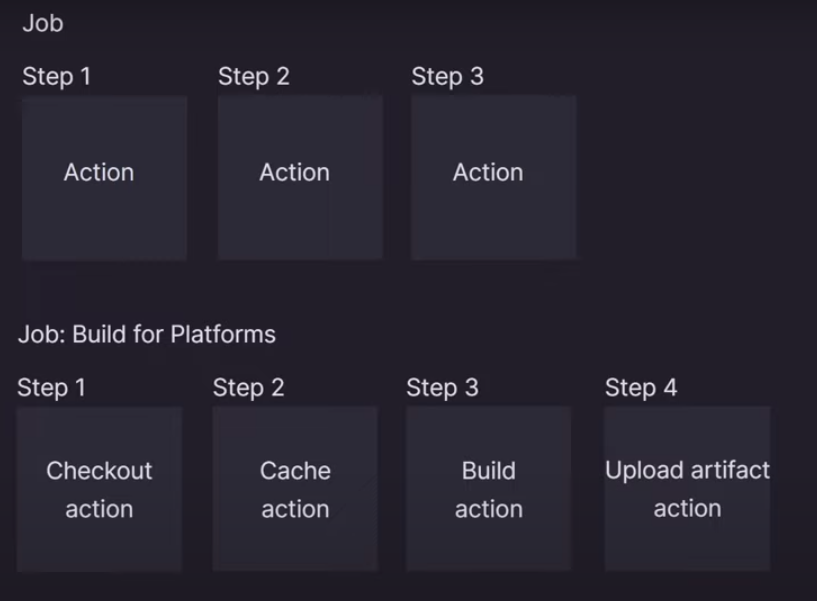 Job
Step 1 Step 2 Step 3
Action Action Action
Job: Build for Platforms
Step 1 Step 2 Step 3 Step 4
Checkout Cache Build Upload artifact
action action action action